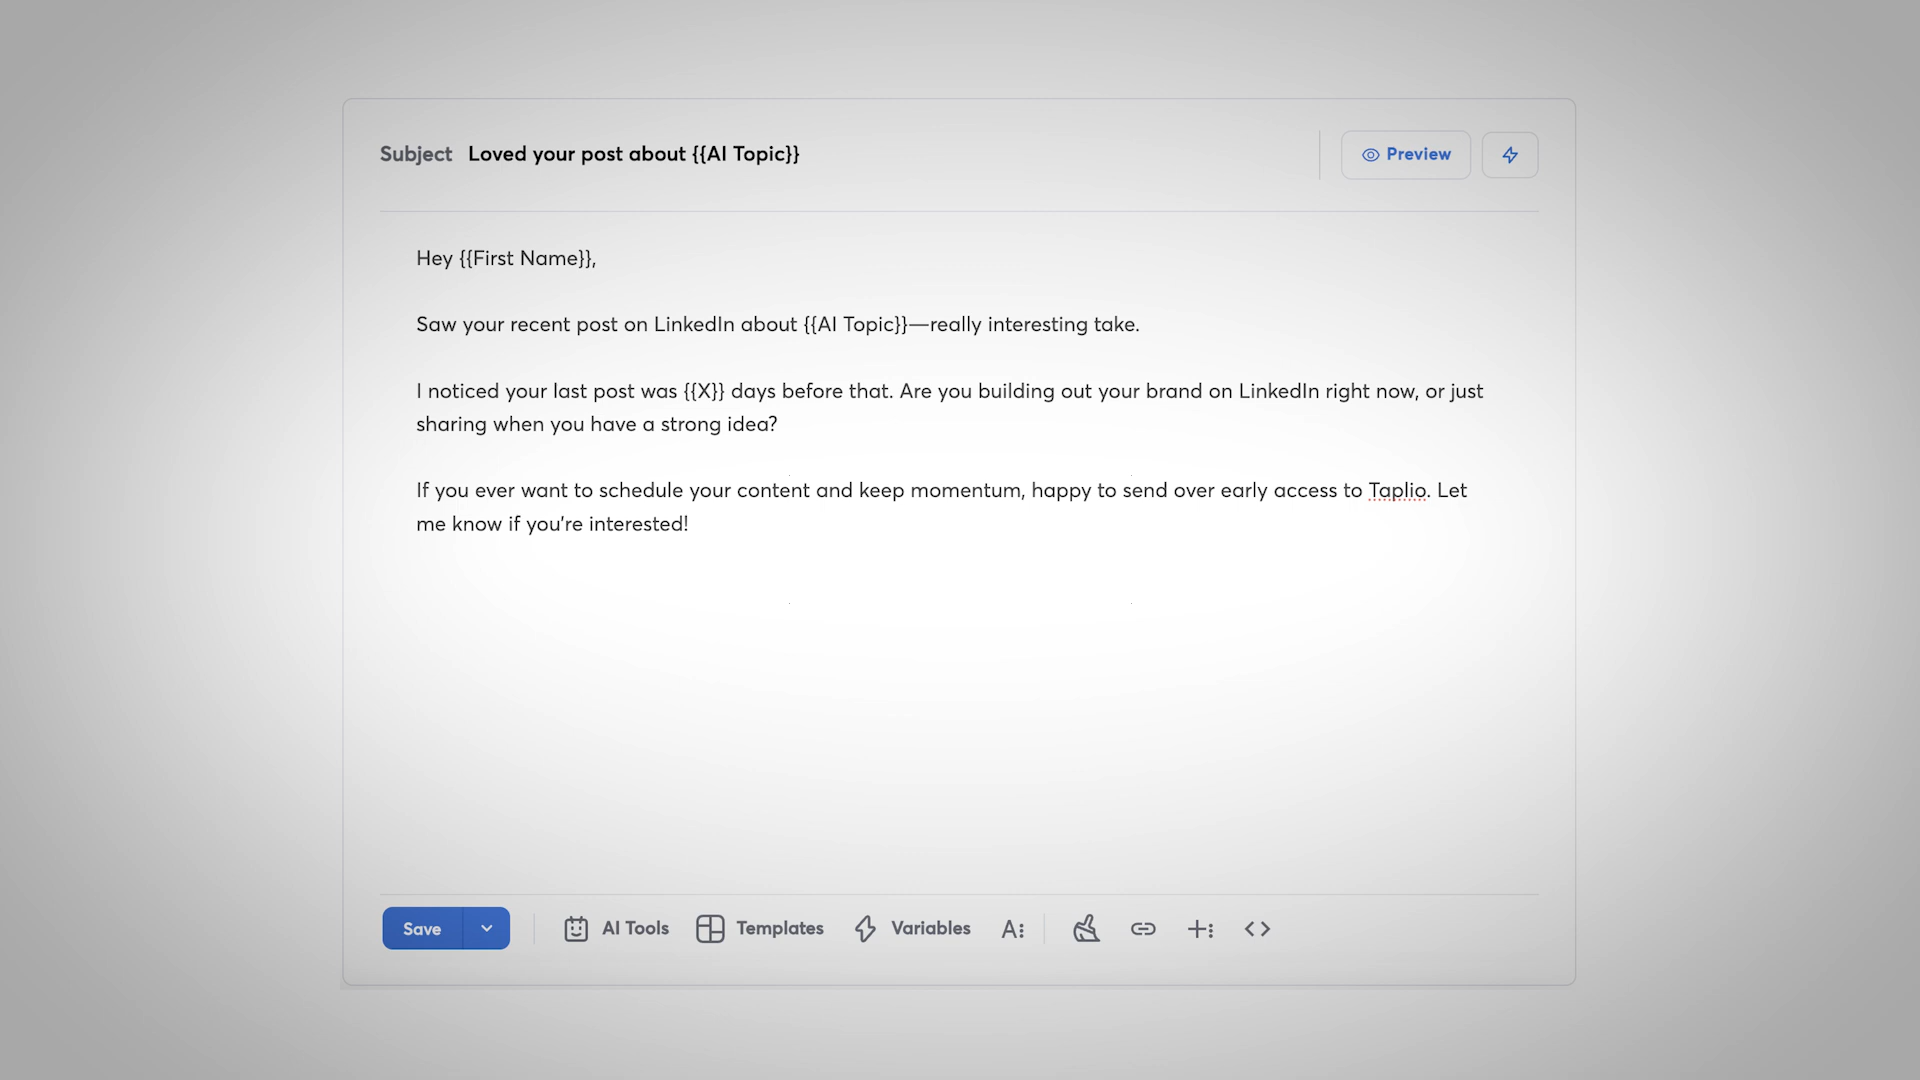 Subject Loved your post about {{AI Topic}}
Preview
Hey {{First Name}},
Saw your recent post on LinkedIn about {{AI Topic}}—really interesting take.
I noticed your last post was {{X}} days before that. Are you building out your brand on LinkedIn right now, or just
sharing when you have a strong idea?
If you ever want to schedule your content and keep momentum, happy to send over early access to Taplio. Let
me know if you're interested!
Save AI Tools Templates Variables A